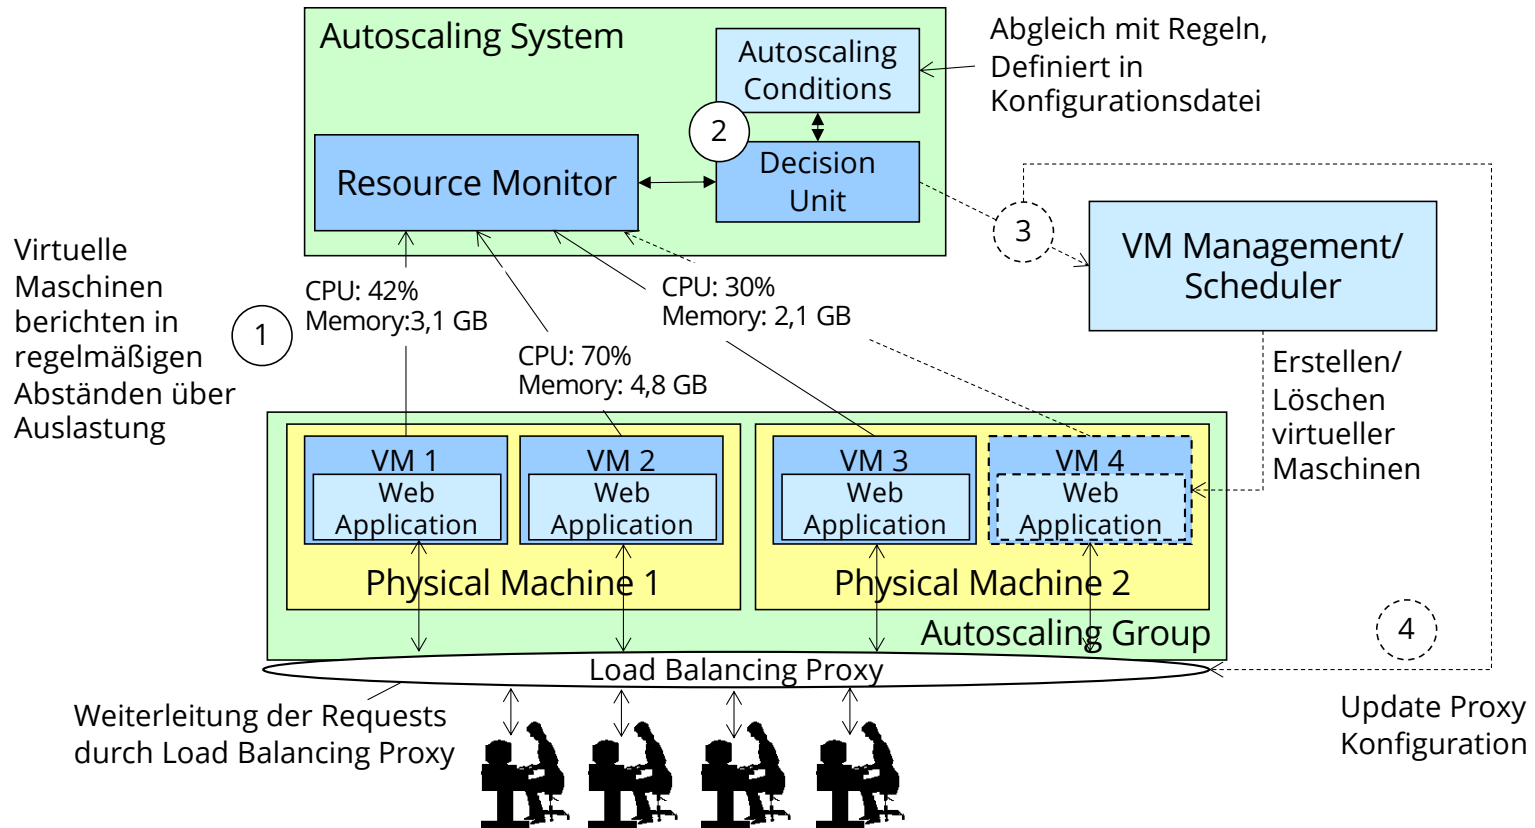 Autoscaling System
Autoscaling
Conditions
Abgleich mit Regeln,
Definiert in
Konfigurationsdatei
2
Resource Monitor
Decision
Unit
3
VM Management/
Scheduler
Virtuelle
Maschinen
berichten in
regelmäßigen
Abständen über
Auslastung
1
CPU: 42%
Memory:3,1 GB
CPU: 70%
Memory: 4,8 GB
CPU: 30%
Memory: 2,1 GB
Erstellen/
Löschen
virtueller
Maschinen
VM 1
Web
Application
VM 2
Web
Application
VM 3
Web
Application
VM 4
Web
Application
Physical Machine 1
Physical Machine 2
Autoscaling Group
4
Load Balancing Proxy
Weiterleitung der Requests
durch Load Balancing Proxy
Update Proxy
Konfiguration